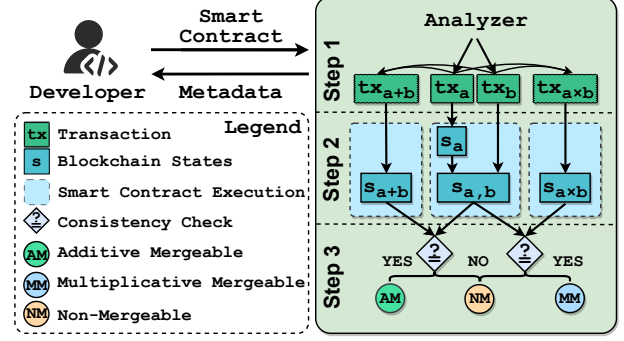 Smart
Contract
Developer
Metadata
Legend
tx Transaction
s Blockchain States
Smart Contract Execution
≟ Consistency Check
AM Additive Mergeable
MM Multiplicative Mergeable
NM Non-Mergeable
Analyzer
Step 1
tx_{a+b} tx_a tx_b tx_{a×b}
Step 2
s_a
s_{a+b} s_{a,b} s_{a×b}
Step 3
≟ ≟
YES NO YES
AM NM MM